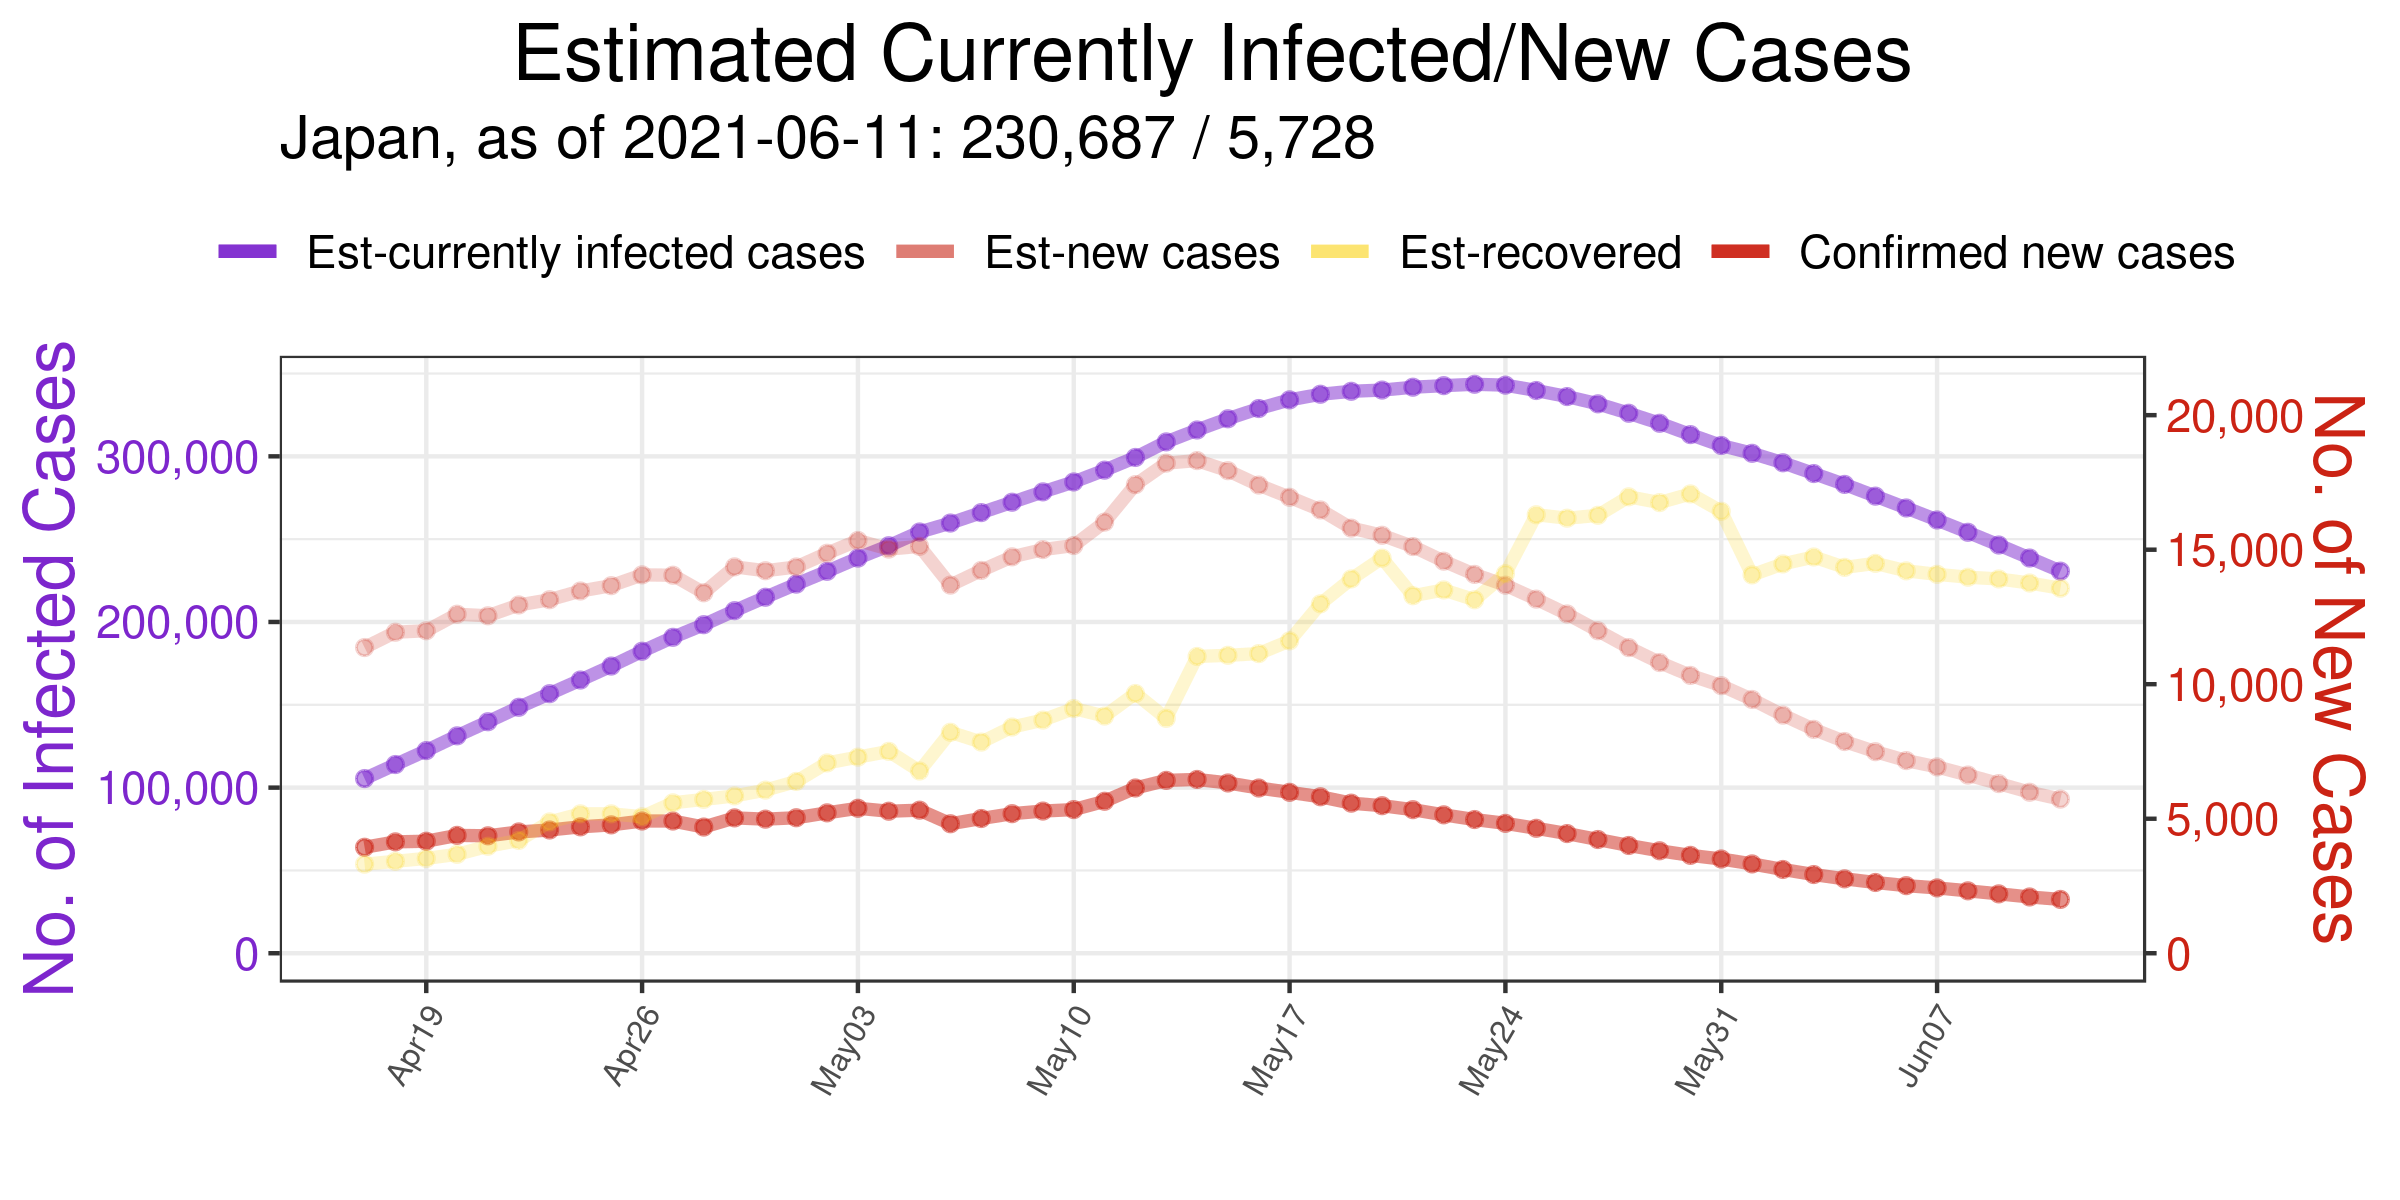 Estimated Currently Infected/New Cases
Japan, as of 2021-06-11: 230,687 / 5,728
Est-currently infected cases Est-new cases Est-recovered Confirmed new cases
No. of Infected Cases
300,000
200,000
100,000
0
20,000
15,000
10,000
5,000
0
No. of New Cases
Apr19 Apr26 May03 May10 May17 May24 May31 Jun07